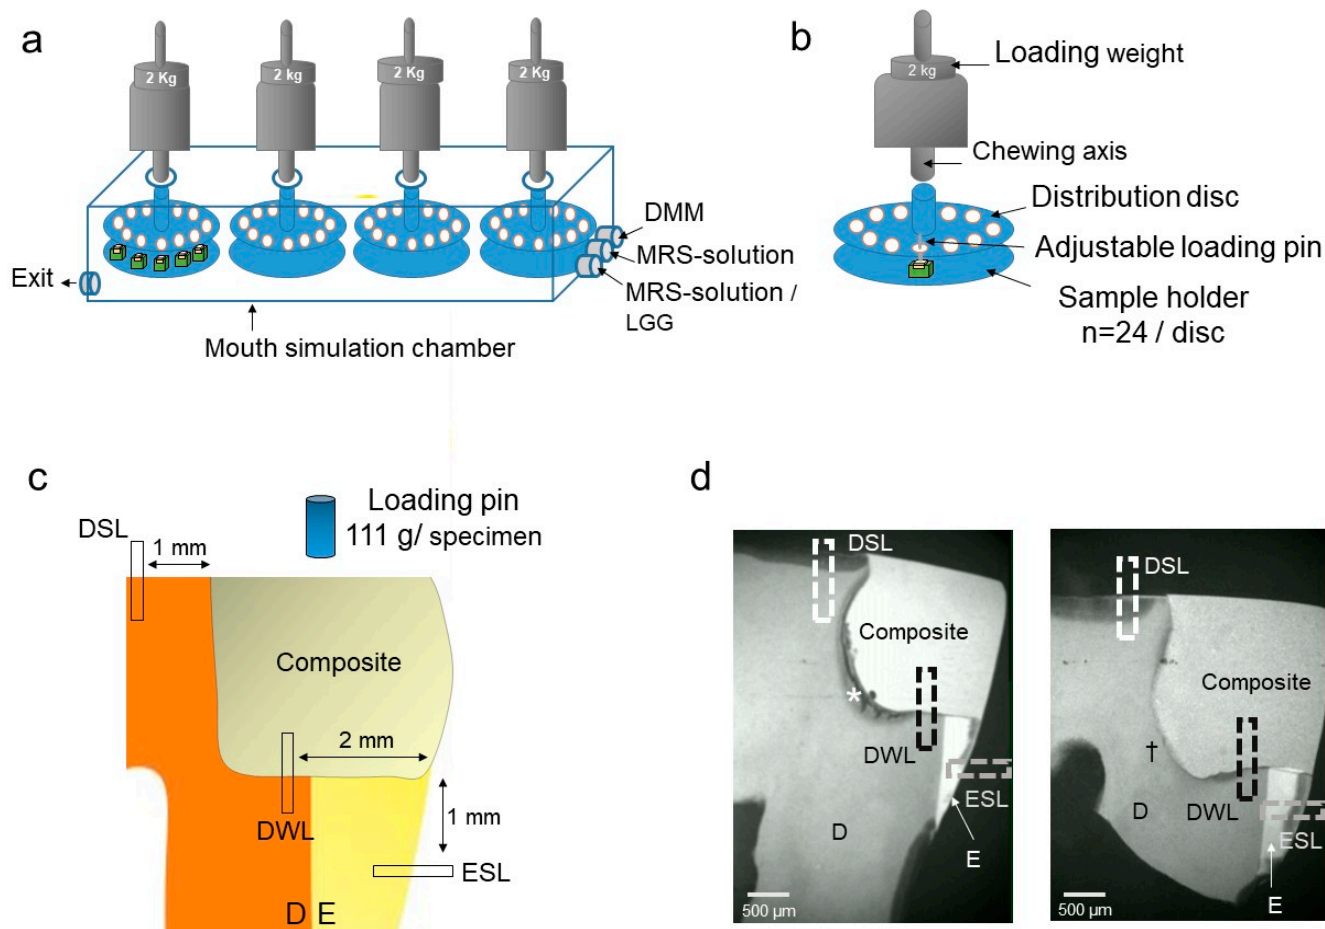 a
2 Kg
2 kg
2 Kg
2 Kg
DMM
MRS-solution
MRS-solution /
LGG
Exit
Mouth simulation chamber
b
2 kg
Loading weight
Chewing axis
Distribution disc
Adjustable loading pin
Sample holder
n=24 / disc
c
Loading pin
111 g/ specimen
DSL
1 mm
Composite
2 mm
DWL
1 mm
ESL
D E
d
DSL
Composite
*
DWL
ESL
D
E
500 µm
DSL
Composite
†
D
DWL
ESL
E
500 µm